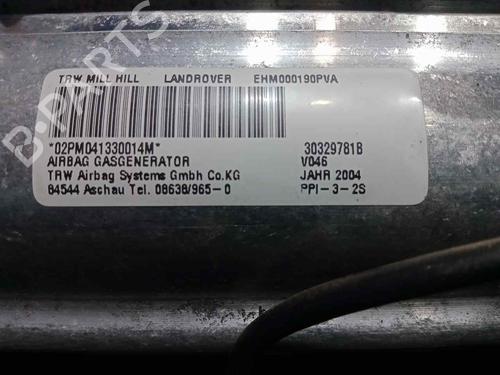 B-PARTS
TRW MILL HILL LANDROVER EHM000190PVA
*02PM041330014M* 30329781B
AIRBAG GASGENERATOR V046
TRW Airbag Systems Gmbh Co.KG JAHR 2004
84544 Aschau Tel. 08638/965-0 PPI-3-2S